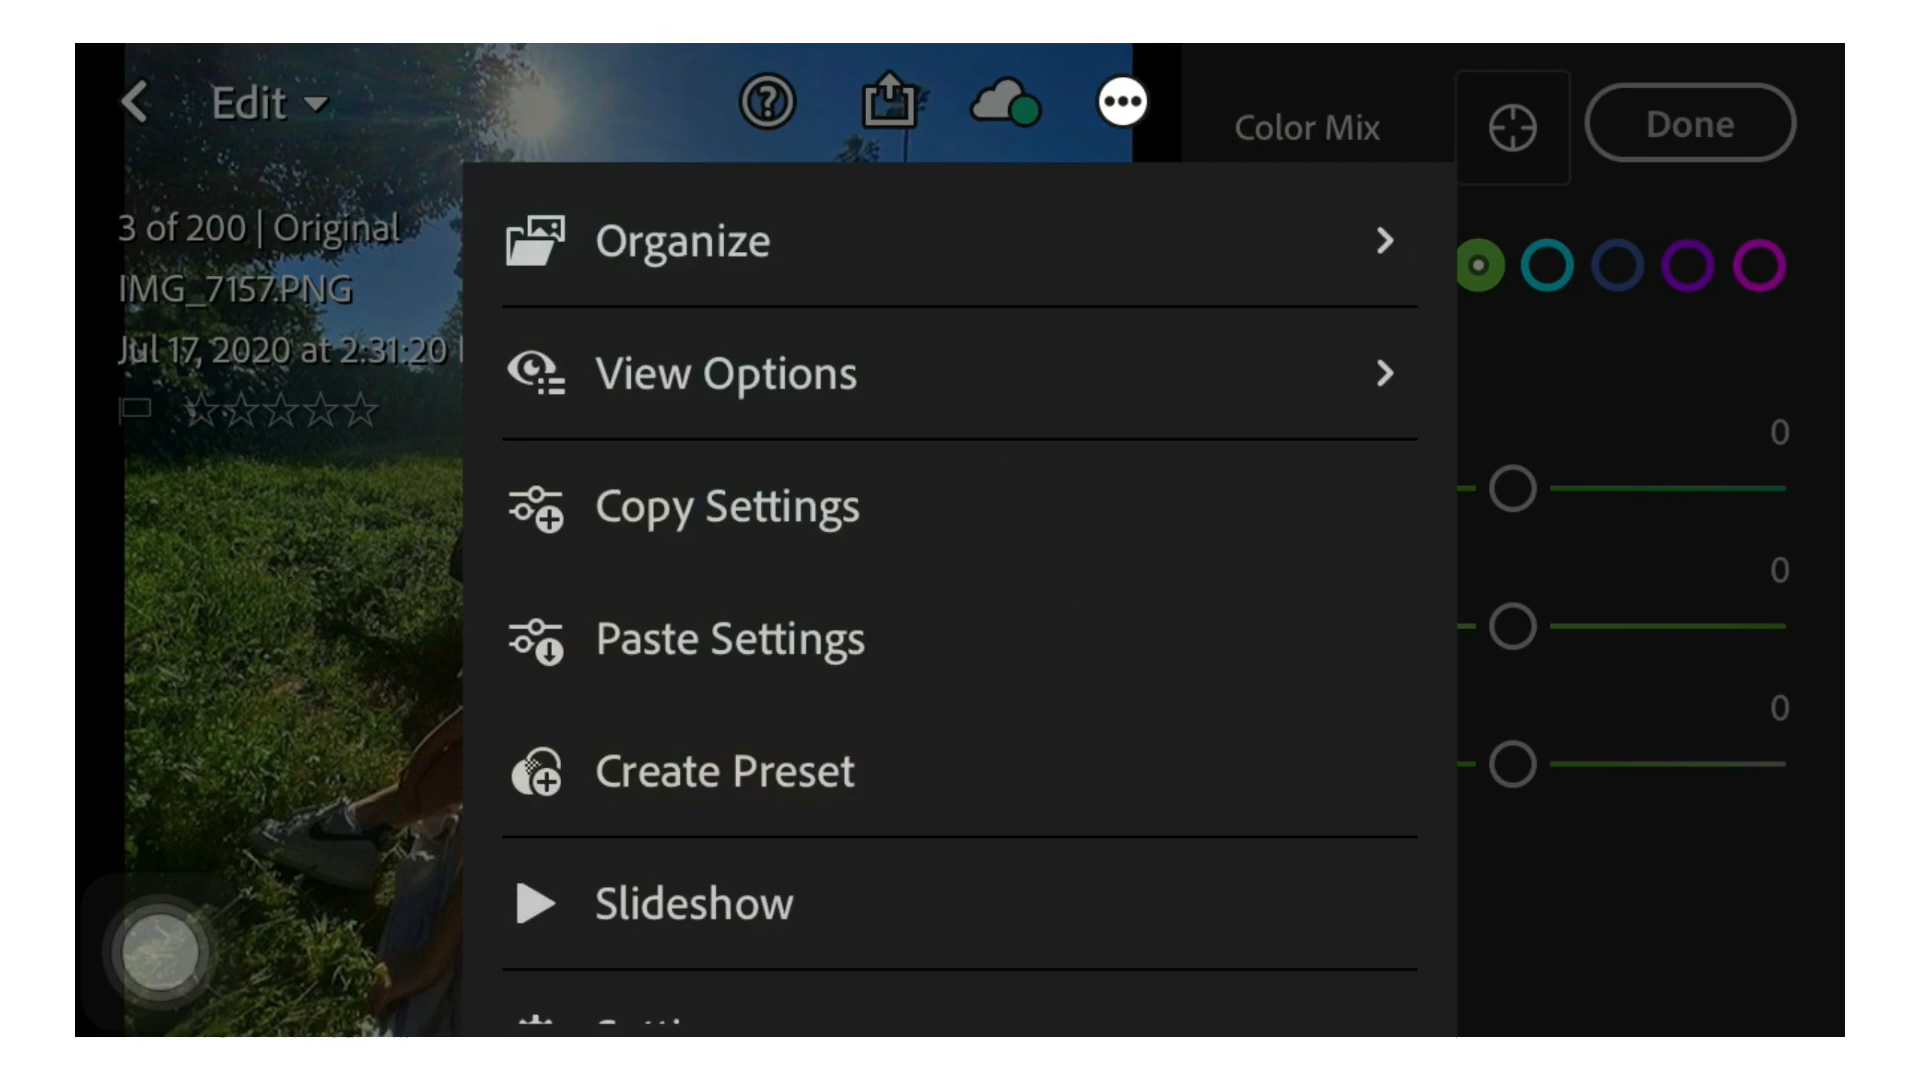 Edit
Color Mix
Done
3 of 200 | Original
IMG_7157.PNG
Jul 17, 2020 at 2:31:20
Organize
View Options
Copy Settings
Paste Settings
Create Preset
Slideshow
0
0
0